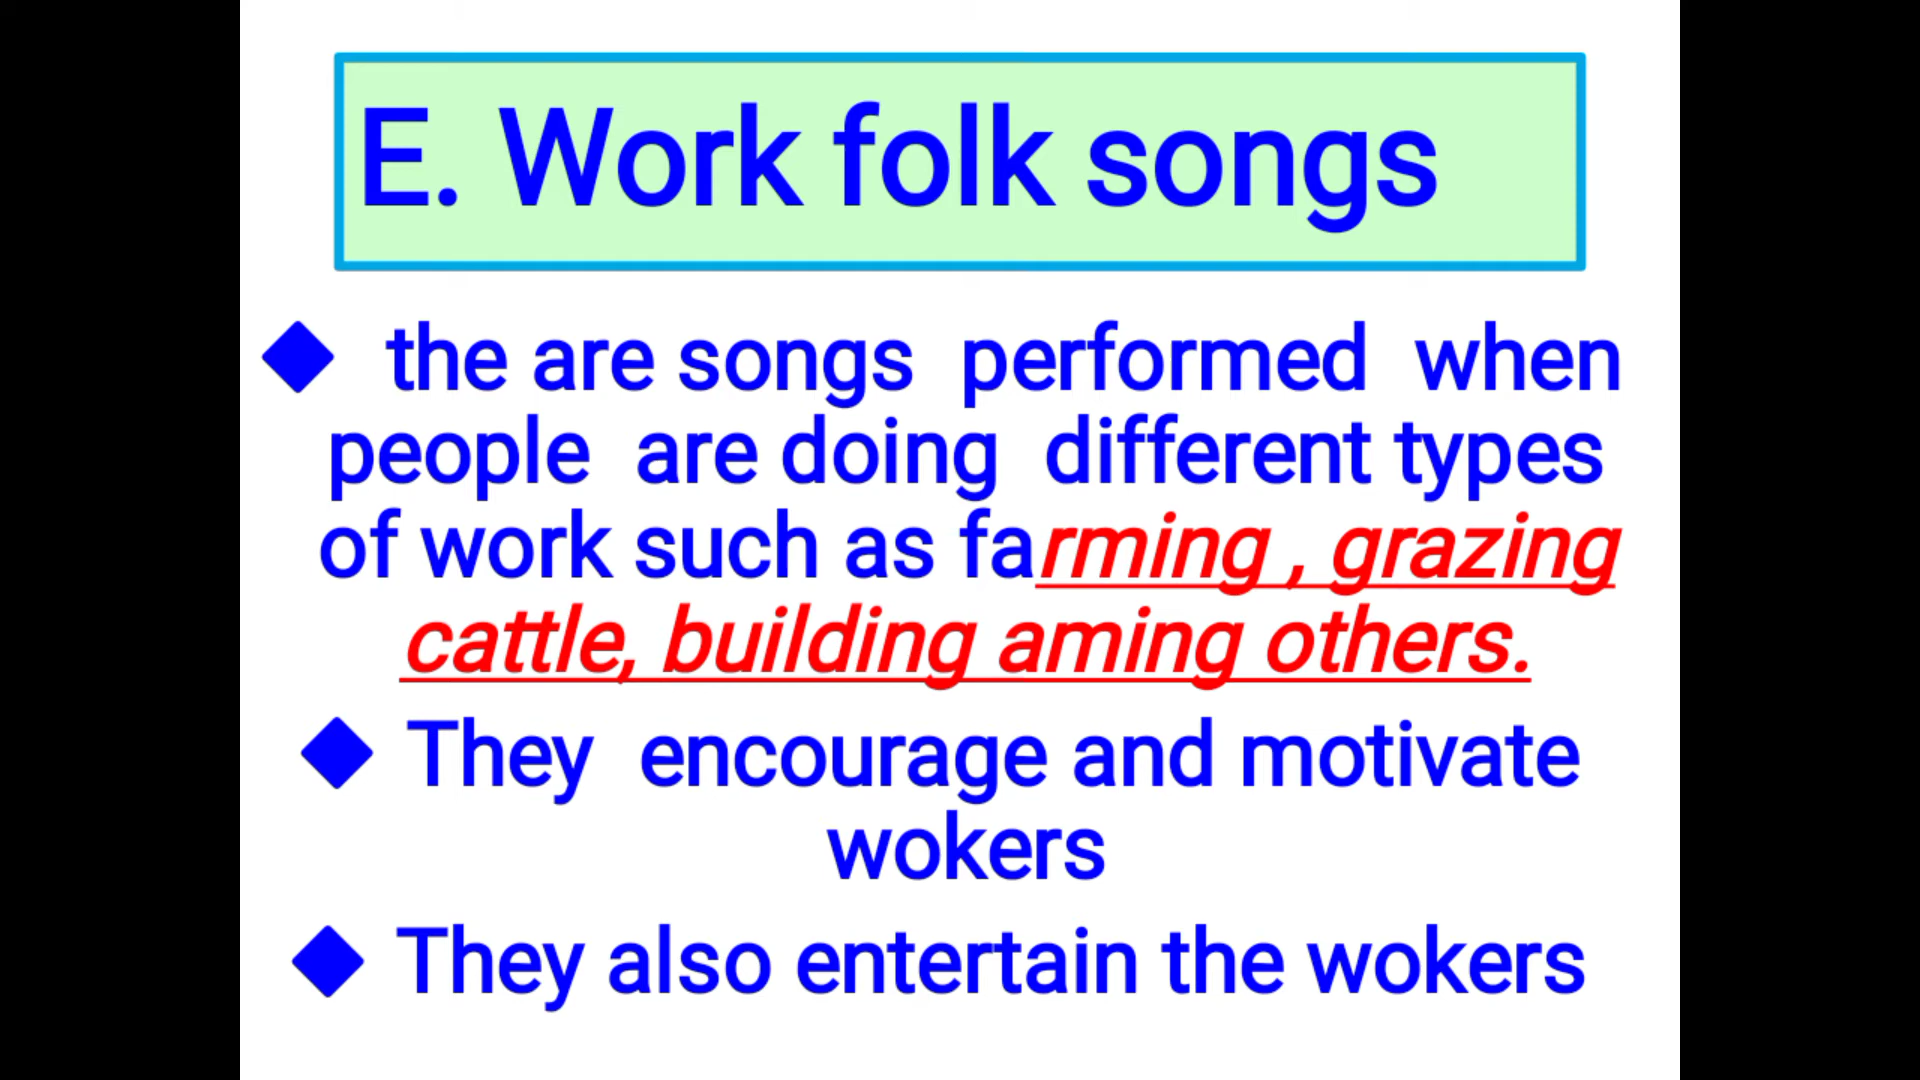 E. Work folk songs
◆ the are songs performed when
people are doing different types
of work such as farming , grazing
cattle, building aming others.
◆ They encourage and motivate
wokers
◆ They also entertain the wokers